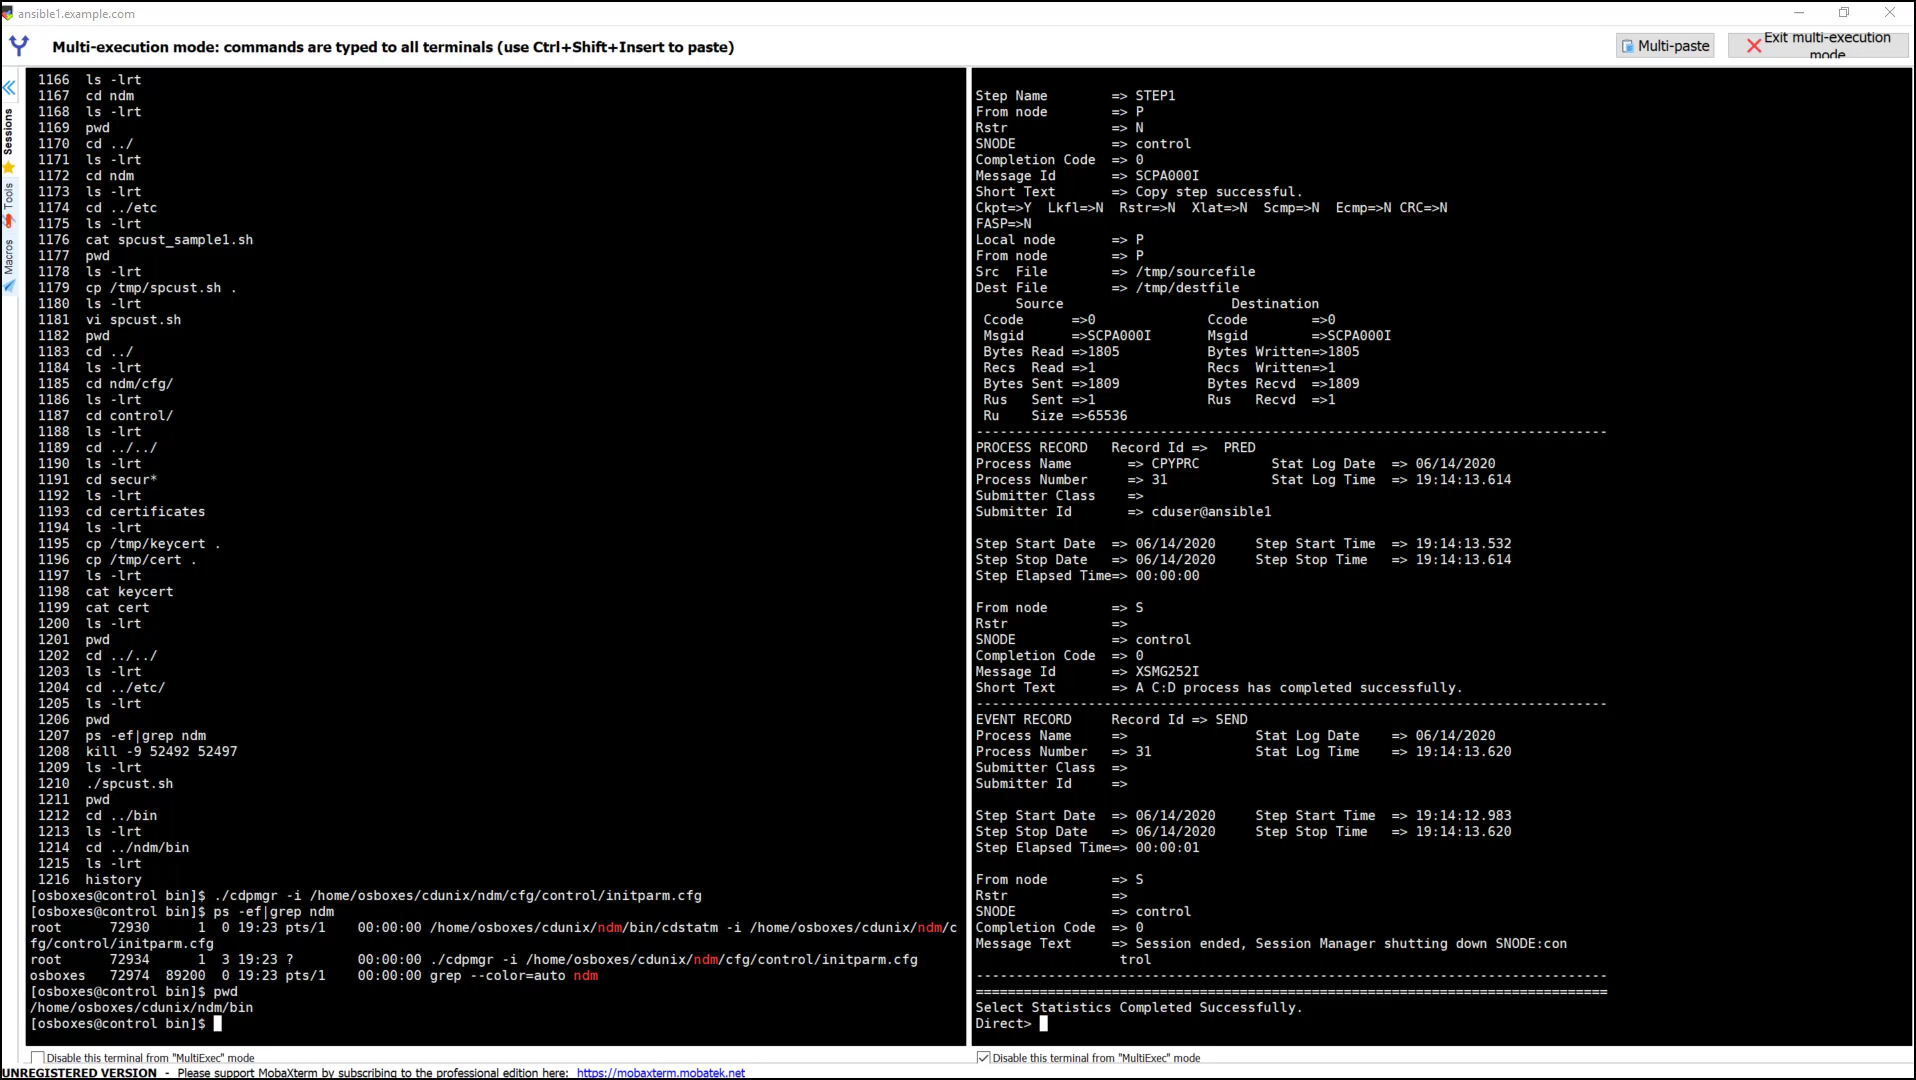 ansible1.example.com
Multi-execution mode: commands are typed to all terminals (use Ctrl+Shift+Insert to paste)
Multi-paste
Exit multi-execution mode
Sessions
Tools
Macros
1166  ls -lrt
1167  cd ndm
1168  ls -lrt
1169  pwd
1170  cd ../
1171  ls -lrt
1172  cd ndm
1173  ls -lrt
1174  cd ../etc
1175  ls -lrt
1176  cat spcust_sample1.sh
1177  pwd
1178  ls -lrt
1179  cp /tmp/spcust.sh .
1180  ls -lrt
1181  vi spcust.sh
1182  pwd
1183  cd ../
1184  ls -lrt
1185  cd ndm/cfg/
1186  ls -lrt
1187  cd control/
1188  ls -lrt
1189  cd ../../
1190  ls -lrt
1191  cd secur*
1192  ls -lrt
1193  cd certificates
1194  ls -lrt
1195  cp /tmp/keycert .
1196  cp /tmp/cert .
1197  ls -lrt
1198  cat keycert
1199  cat cert
1200  ls -lrt
1201  pwd
1202  cd ../../
1203  ls -lrt
1204  cd ../etc/
1205  ls -lrt
1206  pwd
1207  ps -ef|grep ndm
1208  kill -9 52492 52497
1209  ls -lrt
1210  ./spcust.sh
1211  pwd
1212  cd ../bin
1213  ls -lrt
1214  cd ../ndm/bin
1215  ls -lrt
1216  history
[osboxes@control bin]$ ./cdpmgr -i /home/osboxes/cdunix/ndm/cfg/control/initparm.cfg
[osboxes@control bin]$ ps -ef|grep ndm
root      72930      1  0 19:23 pts/1    00:00:00 /home/osboxes/cdunix/ndm/bin/cdstatm -i /home/osboxes/cdunix/ndm/c
fg/control/initparm.cfg
root      72934      1  3 19:23 ?        00:00:00 ./cdpmgr -i /home/osboxes/cdunix/ndm/cfg/control/initparm.cfg
osboxes   72974  89200  0 19:23 pts/1    00:00:00 grep --color=auto ndm
[osboxes@control bin]$ pwd
/home/osboxes/cdunix/ndm/bin
[osboxes@control bin]$
Disable this terminal from "MultiExec" mode
Step Name        => STEP1
From node        => P
Rstr             => N
SNODE            => control
Completion Code  => 0
Message Id       => SCPA000I
Short Text       => Copy step successful.
Ckpt=>Y  Lkfl=>N  Rstr=>N  Xlat=>N  Scmp=>N  Ecmp=>N CRC=>N
FASP=>N
Local node       => P
From node        => P
Src  File        => /tmp/sourcefile
Dest File        => /tmp/destfile
Source                     Destination
Ccode      =>0              Ccode        =>0
Msgid      =>SCPA000I       Msgid        =>SCPA000I
Bytes Read =>1805           Bytes Written=>1805
Recs  Read =>1              Recs  Written=>1
Bytes Sent =>1809           Bytes Recvd  =>1809
Rus   Sent =>1              Rus   Recvd  =>1
Ru    Size =>65536
-------------------------------------------------------------------------------
PROCESS RECORD   Record Id =>  PRED
Process Name       => CPYPRC         Stat Log Date  => 06/14/2020
Process Number     => 31             Stat Log Time  => 19:14:13.614
Submitter Class    =>
Submitter Id       => cduser@ansible1
Step Start Date  => 06/14/2020     Step Start Time  => 19:14:13.532
Step Stop Date   => 06/14/2020     Step Stop Time   => 19:14:13.614
Step Elapsed Time=> 00:00:00
From node        => S
Rstr             =>
SNODE            => control
Completion Code  => 0
Message Id       => XSMG252I
Short Text       => A C:D process has completed successfully.
-------------------------------------------------------------------------------
EVENT RECORD     Record Id => SEND
Process Name     =>                Stat Log Date    => 06/14/2020
Process Number   => 31             Stat Log Time    => 19:14:13.620
Submitter Class  =>
Submitter Id     =>
Step Start Date  => 06/14/2020     Step Start Time  => 19:14:12.983
Step Stop Date   => 06/14/2020     Step Stop Time   => 19:14:13.620
Step Elapsed Time=> 00:00:01
From node        => S
Rstr             =>
SNODE            => control
Completion Code  => 0
Message Text     => Session ended, Session Manager shutting down SNODE:con
trol
-------------------------------------------------------------------------------
===============================================================================
Select Statistics Completed Successfully.
Direct>
Disable this terminal from "MultiExec" mode
UNREGISTERED VERSION  -  Please support MobaXterm by subscribing to the professional edition here:  https://mobaxterm.mobatek.net